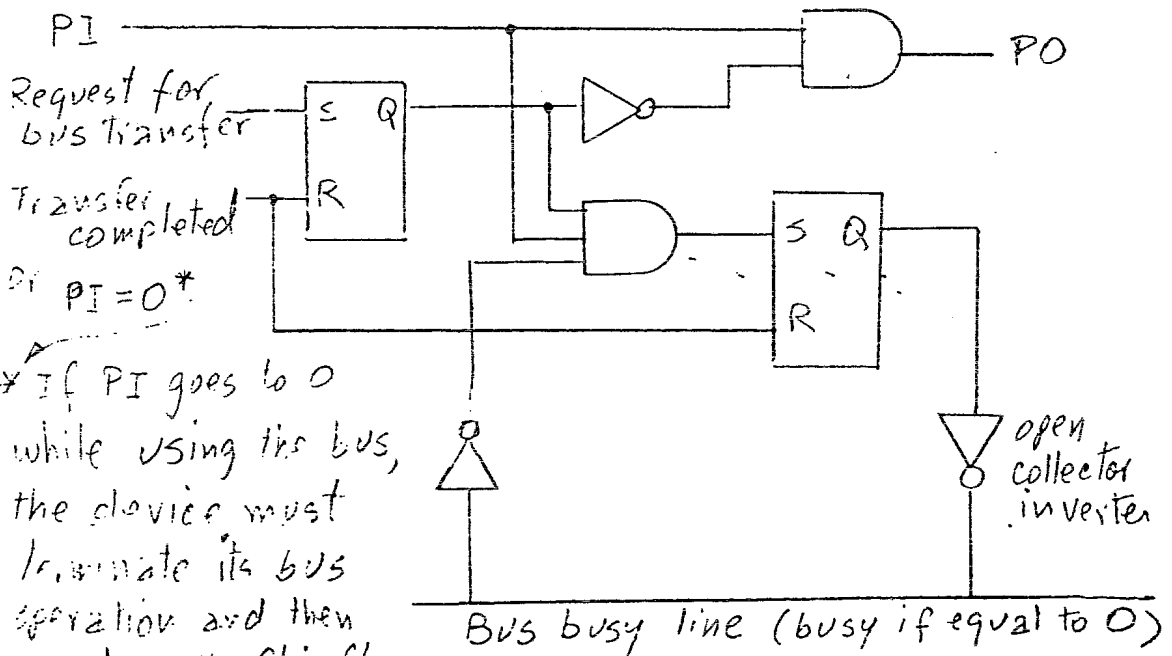 PI
PO
Request for
bus transfer
S Q
R
Transfer
completed
or PI = 0*
S Q
R
* If PI goes to 0
while using the bus,
the device must
terminate its bus
operation and then
open
collector
inverter
Bus busy line (busy if equal to 0)